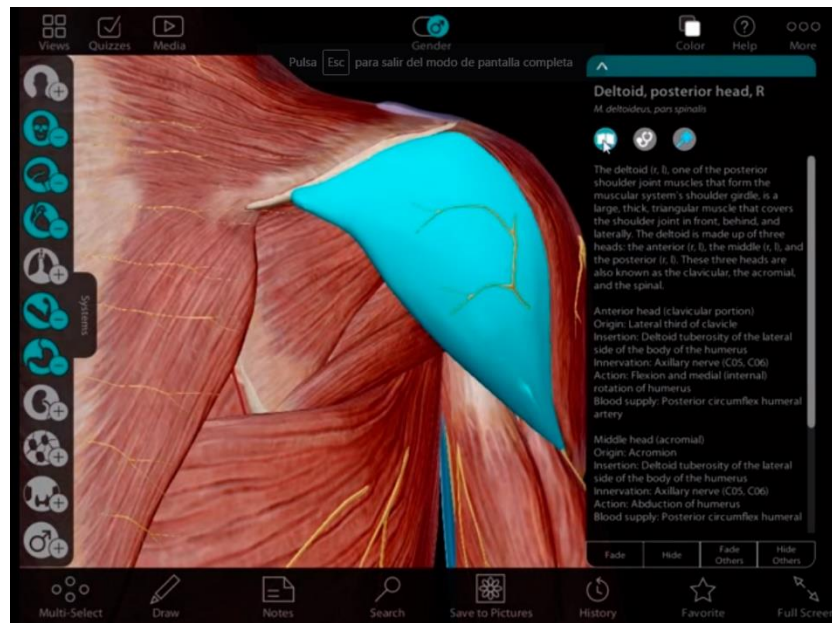 Views Quizzes Media Gender Color Help More
Pulsa Esc para salir del modo de pantalla completa
Deltoid, posterior head, R
M. deltoideus, pars spinalis
The deltoid (r, l), one of the posterior
shoulder joint muscles that form the
muscular system's shoulder girdle, is a
large, thick, triangular muscle that covers
the shoulder joint in front, behind, and
laterally. The deltoid is made up of three
heads: the anterior (r, l), the middle (r, l), and
the posterior (r, l). These three heads are
also known as the clavicular, the acromial,
and the spinal.
Anterior head (clavicular portion)
Origin: Lateral third of clavicle
Insertion: Deltoid tuberosity of the lateral
side of the body of the humerus
Innervation: Axillary nerve (C05, C06)
Action: Flexion and medial (internal)
rotation of humerus
Blood supply: Posterior circumflex humeral
artery
Middle head (acromial)
Origin: Acromion
Insertion: Deltoid tuberosity of the lateral
side of the body of the humerus
Innervation: Axillary nerve (C05, C06)
Action: Abduction of humerus
Blood supply: Posterior circumflex humeral
Systems
Fade Hide Fade Others Hide Others
Multi-Select Draw Notes Search Save to Pictures History Favorite Full Screen